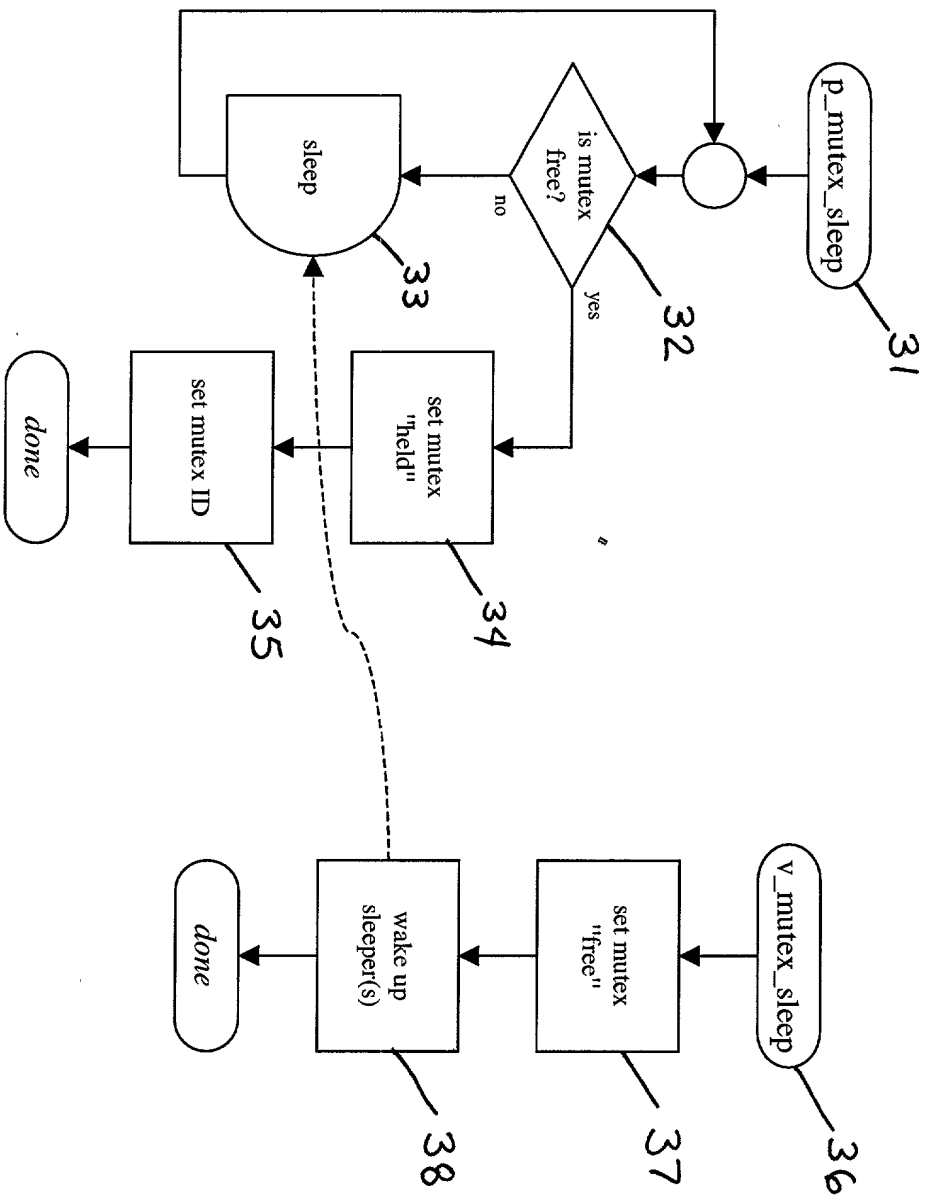 p_mutex_sleep
31
is mutex
free?
32
yes
no
sleep
33
set mutex
"held"
34
set mutex ID
35
done
v_mutex_sleep
36
set mutex
"free"
37
wake up
sleeper(s)
38
done